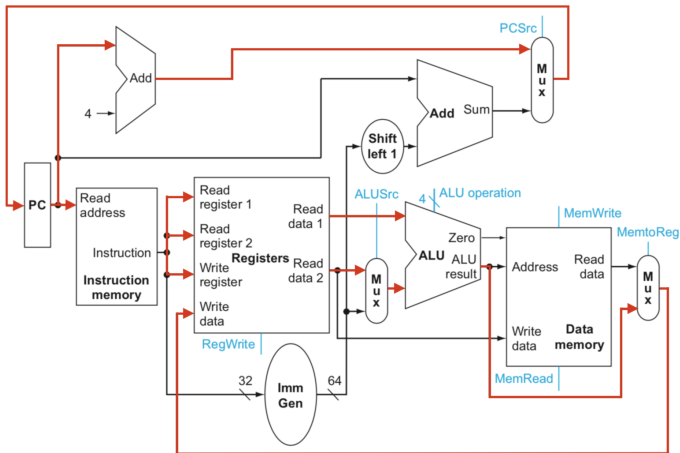 PCSrc
Add
4
M
u
x
Add
Sum
Shift
left 1
PC
Read
address
Instruction
Instruction
memory
Read
register 1
Read
register 2
Write
register
Write
data
Registers
Read
data 1
Read
data 2
RegWrite
ALUSrc
M
u
x
4
ALU operation
Zero
ALU
ALU
result
MemWrite
Address
Read
data
Write
data
Data
memory
MemRead
MemtoReg
M
u
x
32
Imm
Gen
64